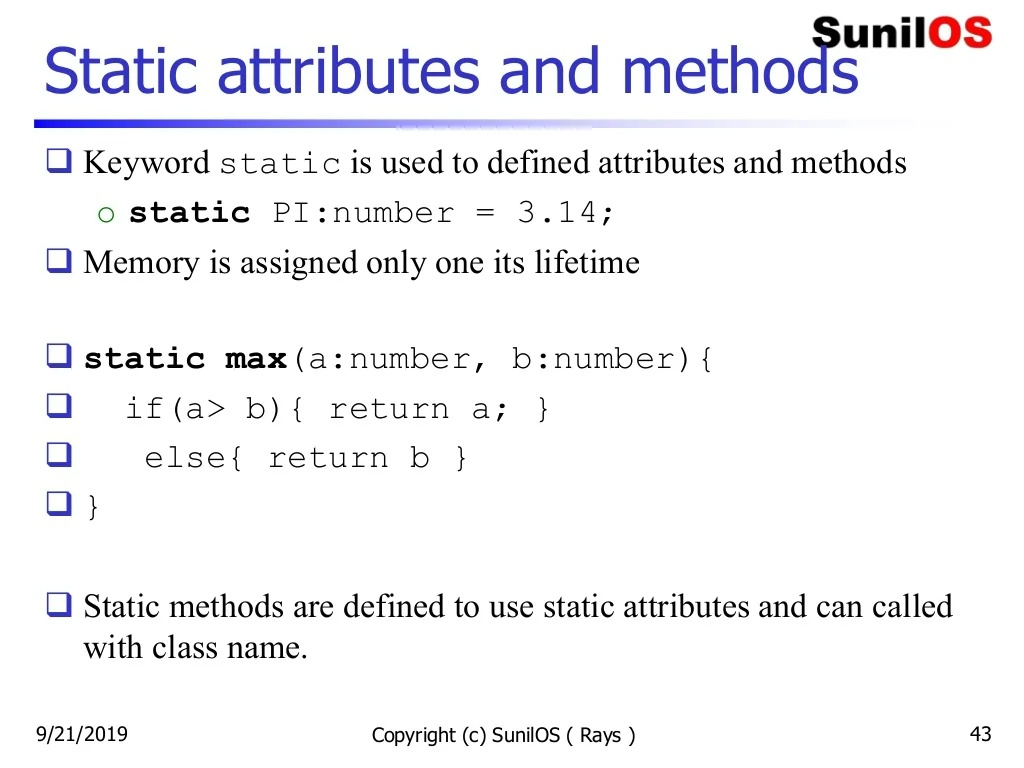 SunilOS
Static attributes and methods
Keyword static is used to defined attributes and methods
static PI:number = 3.14;
Memory is assigned only one its lifetime
static max(a:number, b:number){
if(a> b){ return a; }
else{ return b }
}
Static methods are defined to use static attributes and can called
with class name.
9/21/2019
Copyright (c) SunilOS ( Rays )
43